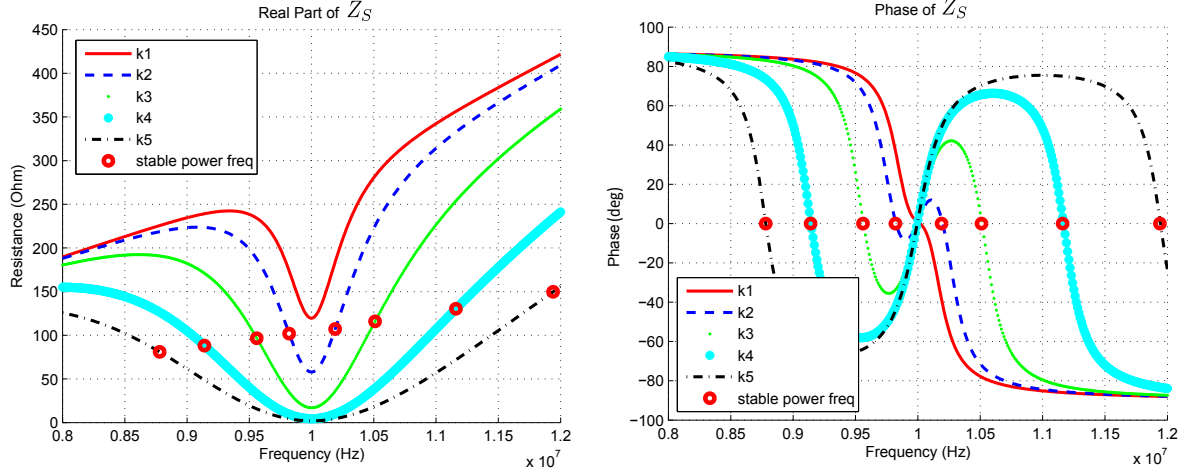 Real Part of Z_S
450
400
350
300
250
200
150
100
50
0
Resistance (Ohm)
k1
k2
k3
k4
k5
stable power freq
0.8 0.85 0.9 0.95 1 1.05 1.1 1.15 1.2
Frequency (Hz)
x 10^7
Phase of Z_S
100
80
60
40
20
0
−20
−40
−60
−80
−100
Phase (deg)
k1
k2
k3
k4
k5
stable power freq
0.8 0.85 0.9 0.95 1 1.05 1.1 1.15 1.2
Frequency (Hz)
x 10^7